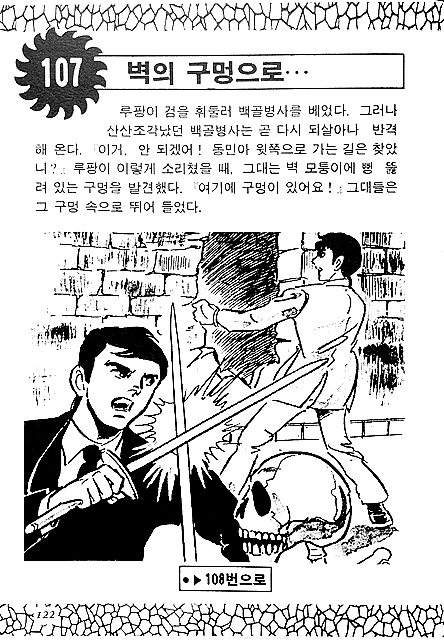 107
벽의 구멍으로…
루팡이 검을 휘둘러 백골병사를 베었다. 그러나
산산조각났던 백골병사는 곧 다시 되살아나 반격
해 온다. 『이거, 안 되겠어! 동민아 윗쪽으로 가는 길은 찾았
니?』 루팡이 이렇게 소리쳤을 때, 그대는 벽 모퉁이에 뻥 뚫
려 있는 구멍을 발견했다. 『여기에 구멍이 있어요!』 그대들은
그 구멍 속으로 뛰어 들었다.
●▶108번으로
122